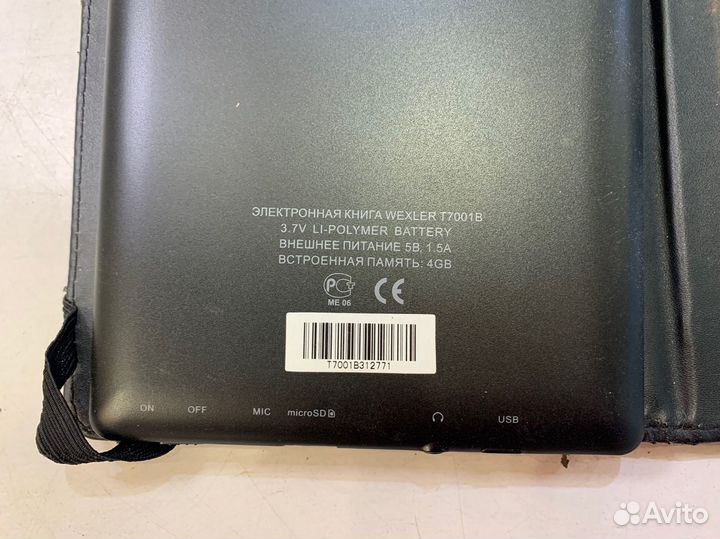 ЭЛЕКТРОННАЯ КНИГА WEXLER T7001B
3.7V LI-POLYMER BATTERY
ВНЕШНЕЕ ПИТАНИЕ 5В, 1.5А
ВСТРОЕННАЯ ПАМЯТЬ: 4GB
РСТ CE
ME 06
T7001B312771
ON OFF MIC microSD USB
Avito